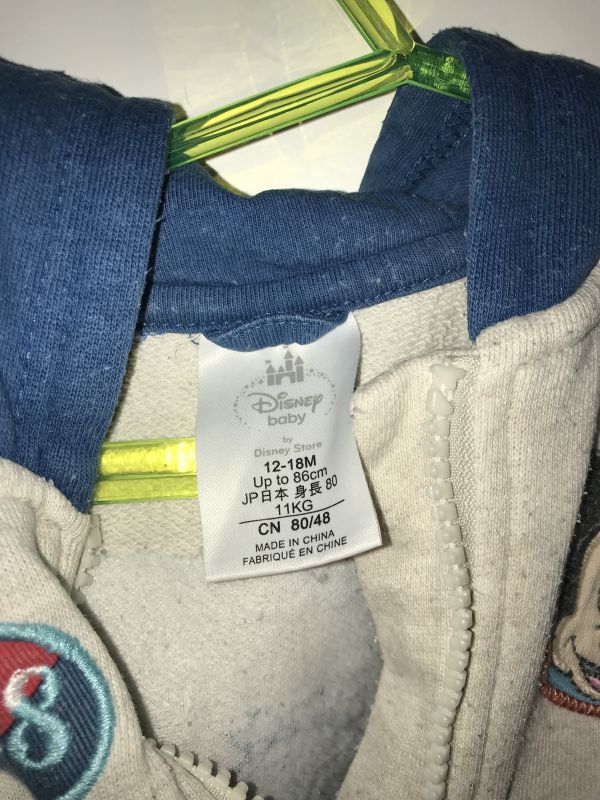 Disney
baby
by
Disney Store
12-18M
Up to 86cm
JP日本 身長 80
11KG
CN 80/48
MADE IN CHINA
FABRIQUÉ EN CHINE